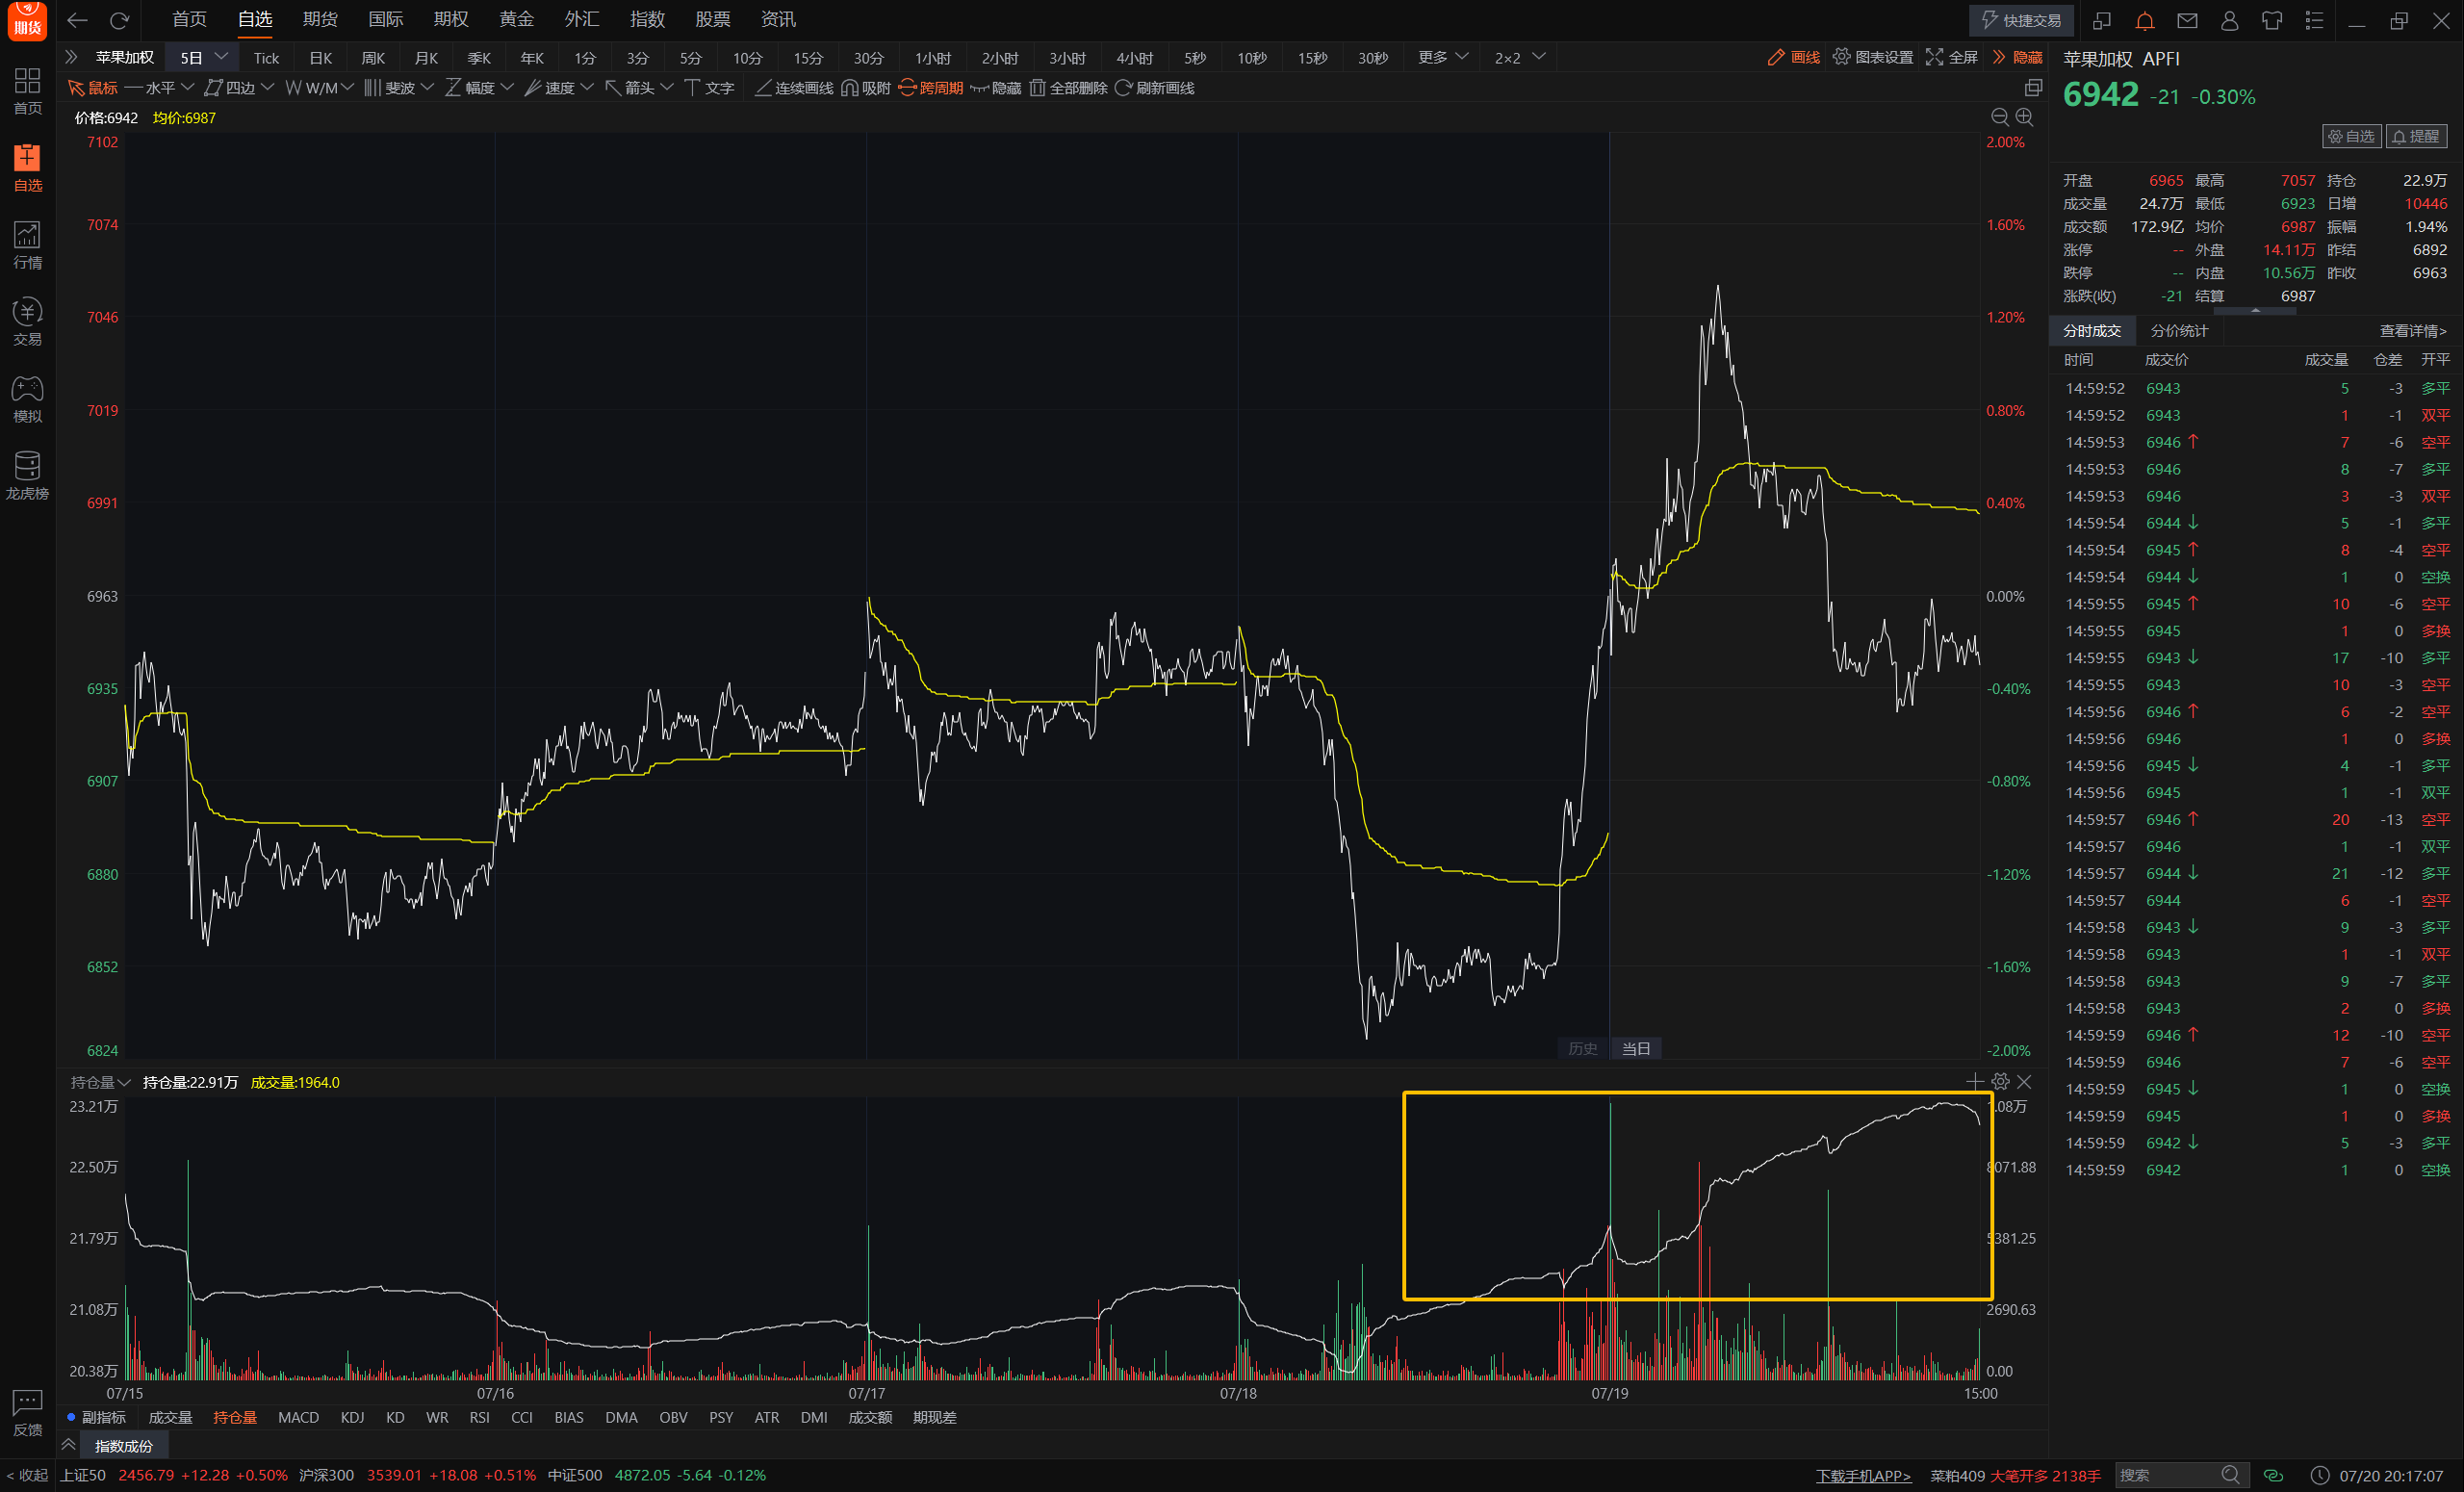 期货 首页 自选 期货 国际 期权 黄金 外汇 指数 股票 资讯 快捷交易
苹果加权 5日 Tick 日K 周K 月K 季K 年K 1分 3分 5分 10分 15分 30分 1小时 2小时 3小时 4小时 5秒 10秒 15秒 30秒 更多 2×2 画线 图表设置 全屏 隐藏
鼠标 水平 四边 W/M 斐波 幅度 速度 箭头 文字 连续画线 吸附 跨周期 隐藏 全部删除 刷新画线
首页
自选
行情
交易
模拟
龙虎榜
反馈
< 收起
价格:6942 均价:6987
7102 2.00%
7074 1.60%
7046 1.20%
7019 0.80%
6991 0.40%
6963 0.00%
6935 -0.40%
6907 -0.80%
6880 -1.20%
6852 -1.60%
6824 -2.00%
历史 当日
持仓量 持仓量:22.91万 成交量:1964.0
23.21万 1.08万
22.50万 8071.88
21.79万 5381.25
21.08万 2690.63
20.38万 0.00
07/15 07/16 07/17 07/18 07/19 15:00
副指标 成交量 持仓量 MACD KDJ KD WR RSI CCI BIAS DMA OBV PSY ATR DMI 成交额 期现差
指数成份
苹果加权 APFI
6942 -21 -0.30%
自选 提醒
开盘 6965 最高 7057 持仓 22.9万
成交量 24.7万 最低 6923 日增 10446
成交额 172.9亿 均价 6987 振幅 1.94%
涨停 -- 外盘 14.11万 昨结 6892
跌停 -- 内盘 10.56万 昨收 6963
涨跌(收) -21 结算 6987
分时成交 分价统计 查看详情>
时间 成交价 成交量 仓差 开平
14:59:52 6943 5 -3 多平
14:59:52 6943 1 -1 双平
14:59:53 6946 ↑ 7 -6 空平
14:59:53 6946 8 -7 多平
14:59:53 6946 3 -3 双平
14:59:54 6944 ↓ 5 -1 多平
14:59:54 6945 ↑ 8 -4 空平
14:59:54 6944 ↓ 1 0 空换
14:59:55 6945 ↑ 10 -6 空平
14:59:55 6945 1 0 多换
14:59:55 6943 ↓ 17 -10 多平
14:59:55 6943 10 -3 空平
14:59:56 6946 ↑ 6 -2 空平
14:59:56 6946 1 0 多换
14:59:56 6945 ↓ 4 -1 多平
14:59:56 6945 1 -1 双平
14:59:57 6946 ↑ 20 -13 空平
14:59:57 6946 1 -1 双平
14:59:57 6944 ↓ 21 -12 多平
14:59:57 6944 6 -1 空平
14:59:58 6943 ↓ 9 -3 多平
14:59:58 6943 1 -1 双平
14:59:58 6943 9 -7 多平
14:59:58 6943 2 0 多换
14:59:59 6946 ↑ 12 -10 空平
14:59:59 6946 7 -6 空平
14:59:59 6945 ↓ 1 0 空换
14:59:59 6945 1 0 多换
14:59:59 6942 ↓ 5 -3 多平
14:59:59 6942 1 0 空换
上证50 2456.79 +12.28 +0.50% 沪深300 3539.01 +18.08 +0.51% 中证500 4872.05 -5.64 -0.12% 下载手机APP> 菜粕409 大笔开多 2138手 搜索 07/20 20:17:07